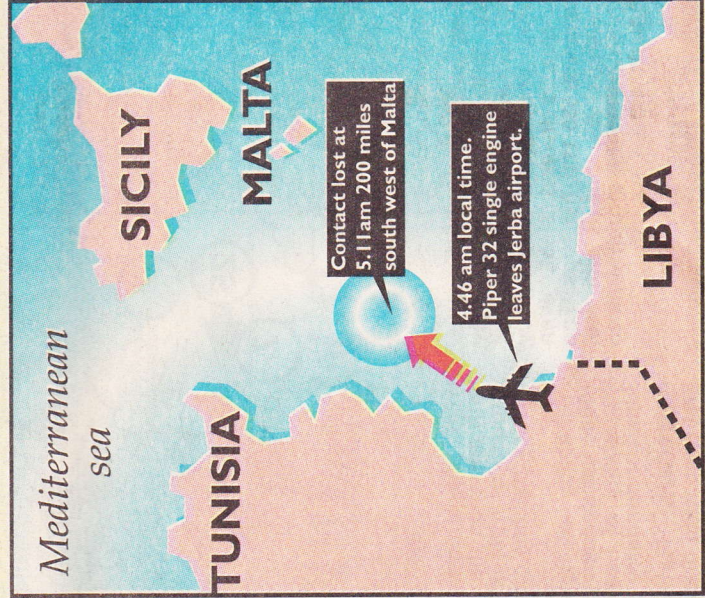 Mediterranean
sea
SICILY
MALTA
TUNISIA
Contact lost at
5.11am 200 miles
south west of Malta
4.46 am local time.
Piper 32 single engine
leaves Jerba airport.
LIBYA